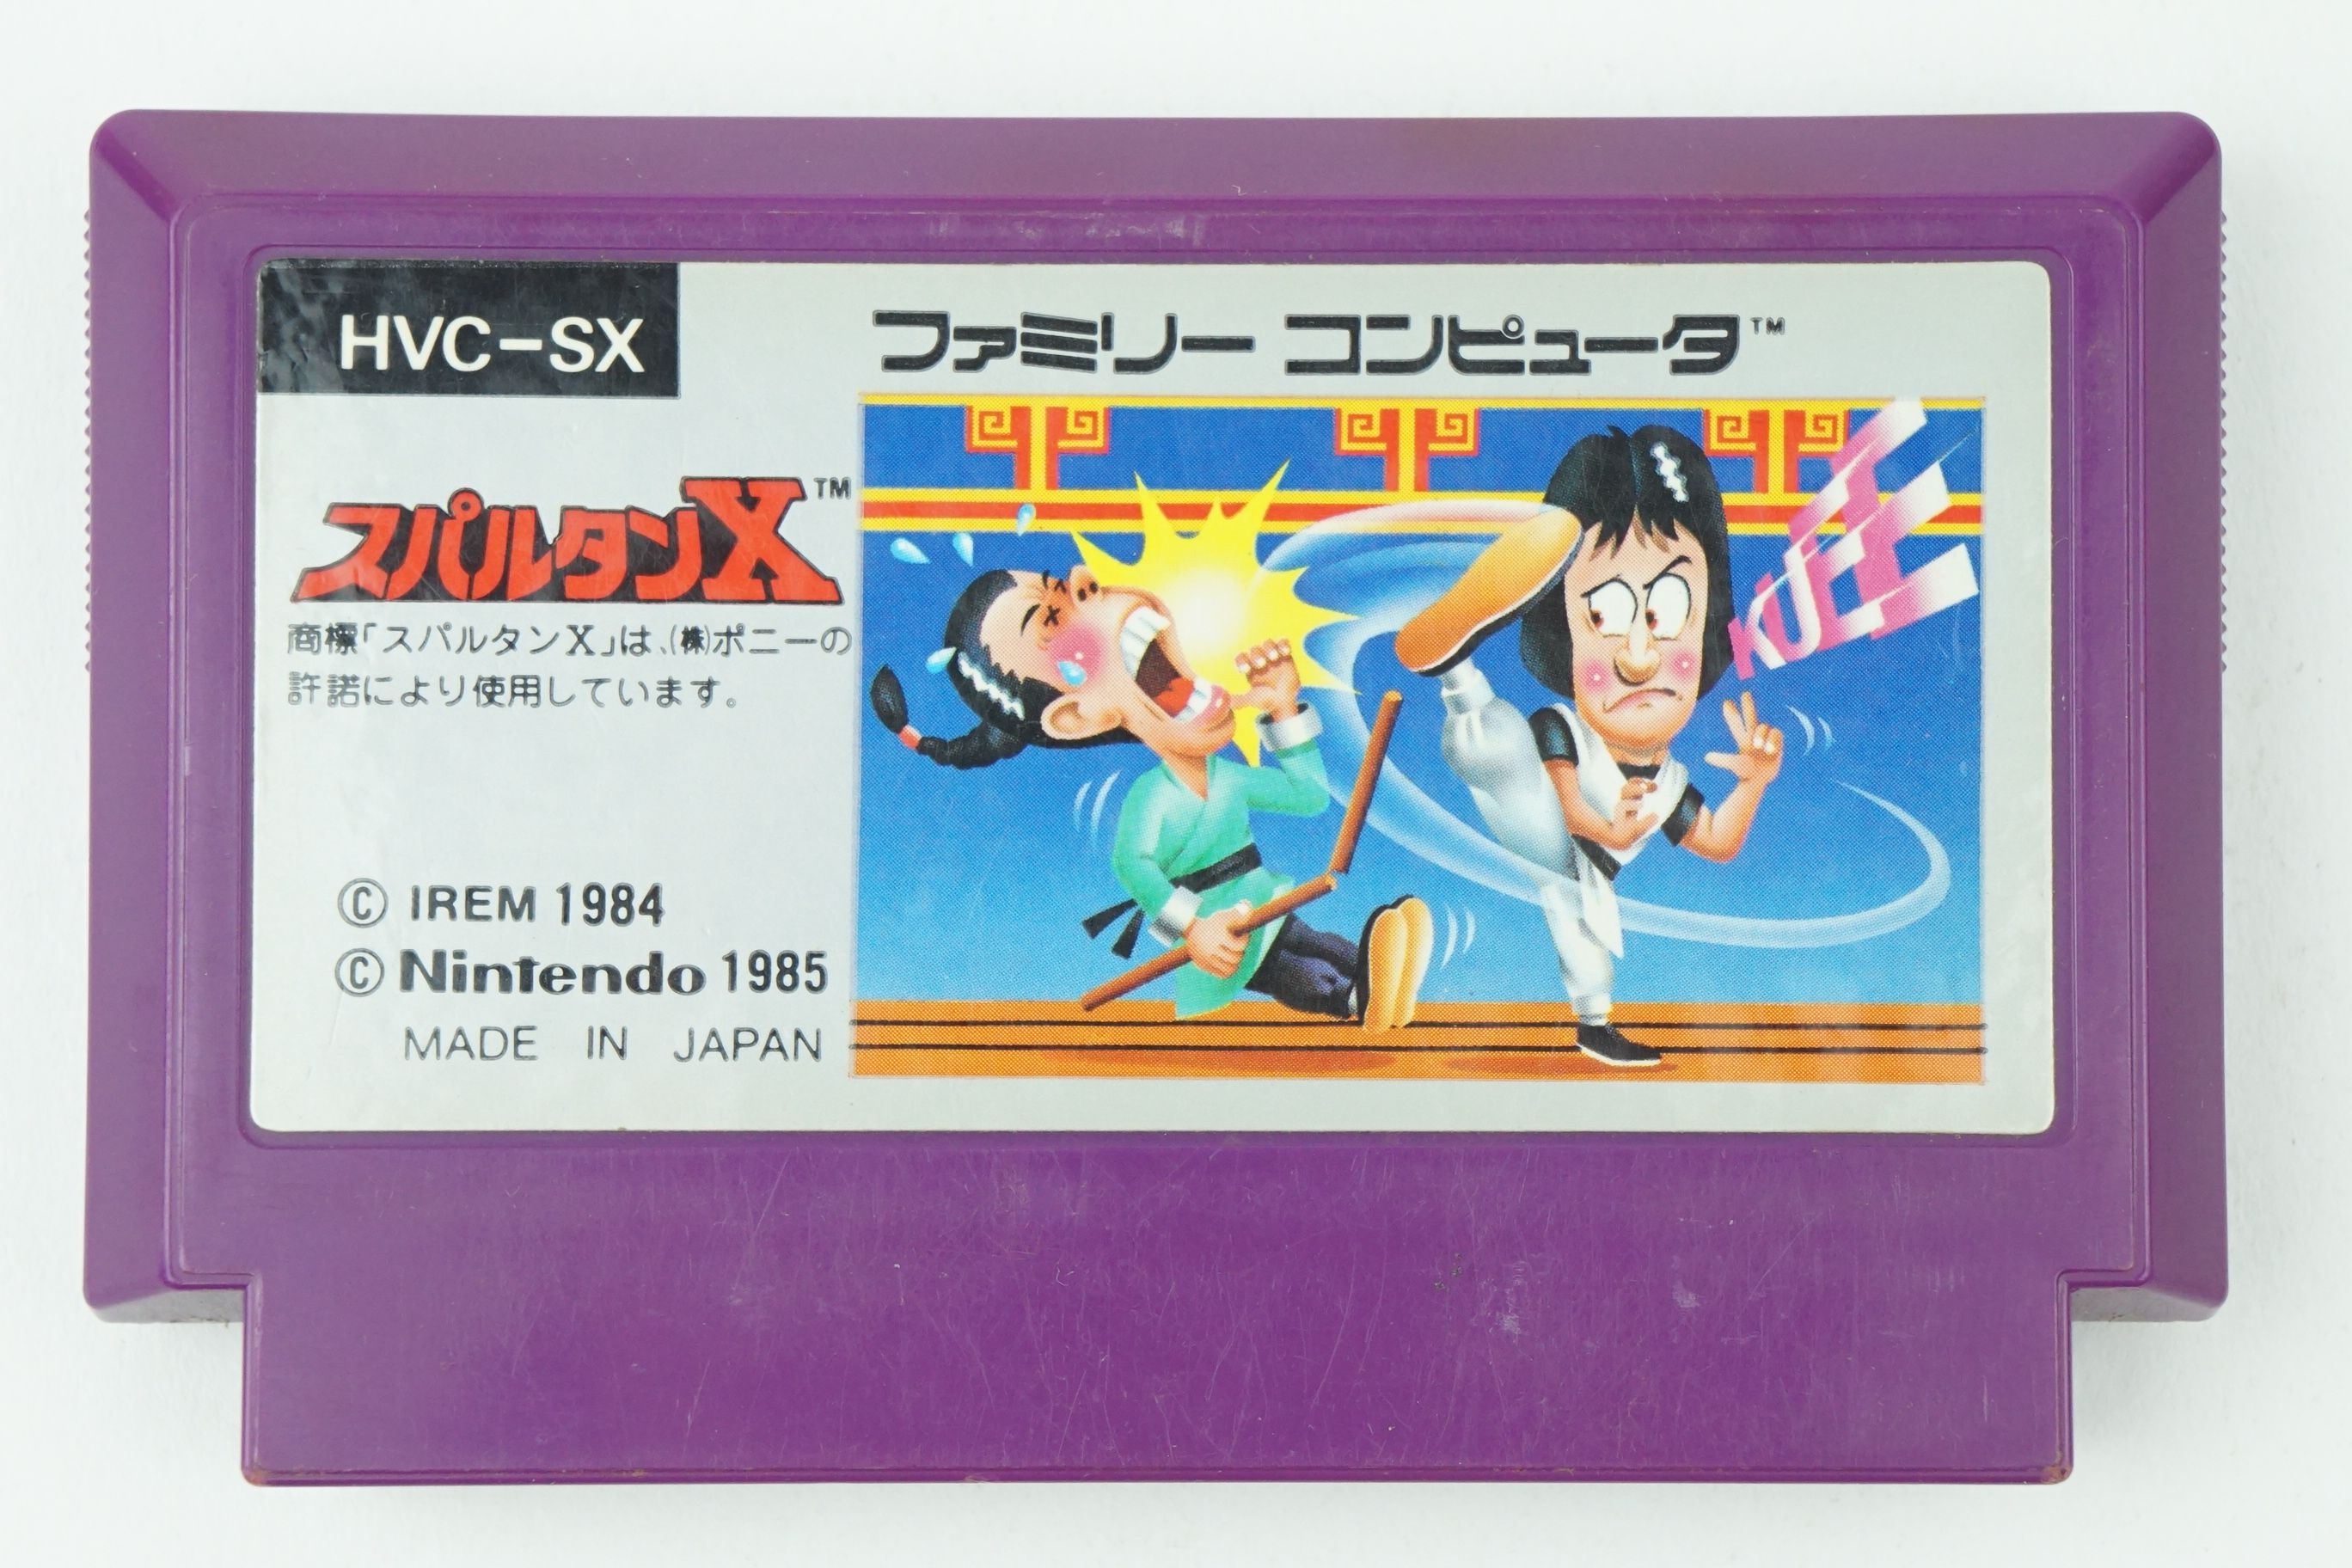 HVC-SX
ファミリー コンピュータ™
スパルタンX™
商標「スパルタンX」は、(株)ポニーの
許諾により使用しています。
© IREM 1984
© Nintendo 1985
MADE IN JAPAN
KUEEE